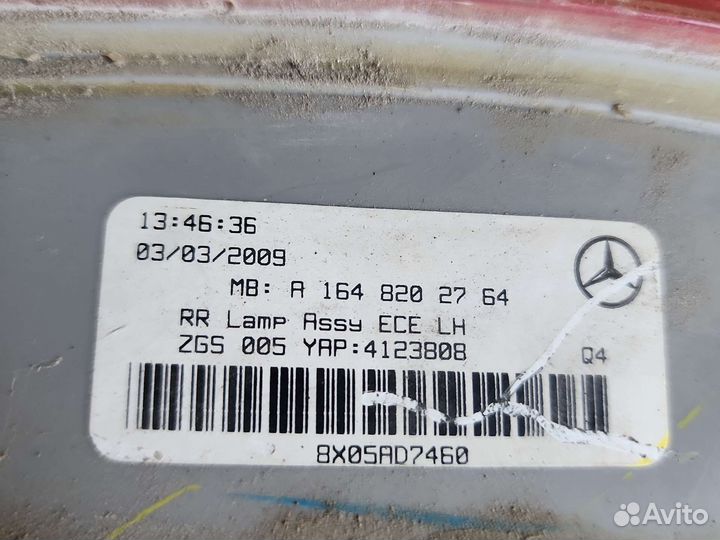 13:46:36
03/03/2009
MB: A 164 820 27 64
RR Lamp Assy ECE LH
ZGS 005 YAP:4123808
Q4
8X05AD7460
Avito